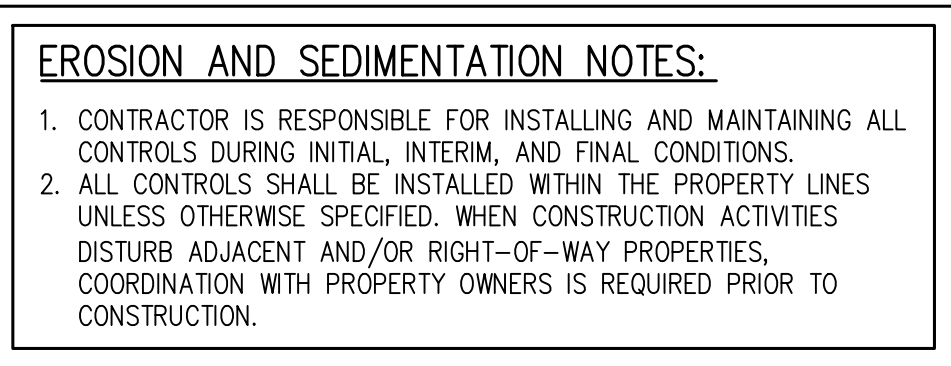 EROSION AND SEDIMENTATION NOTES:
1. CONTRACTOR IS RESPONSIBLE FOR INSTALLING AND MAINTAINING ALL
CONTROLS DURING INITIAL, INTERIM, AND FINAL CONDITIONS.
2. ALL CONTROLS SHALL BE INSTALLED WITHIN THE PROPERTY LINES
UNLESS OTHERWISE SPECIFIED. WHEN CONSTRUCTION ACTIVITIES
DISTURB ADJACENT AND/OR RIGHT-OF-WAY PROPERTIES,
COORDINATION WITH PROPERTY OWNERS IS REQUIRED PRIOR TO
CONSTRUCTION.